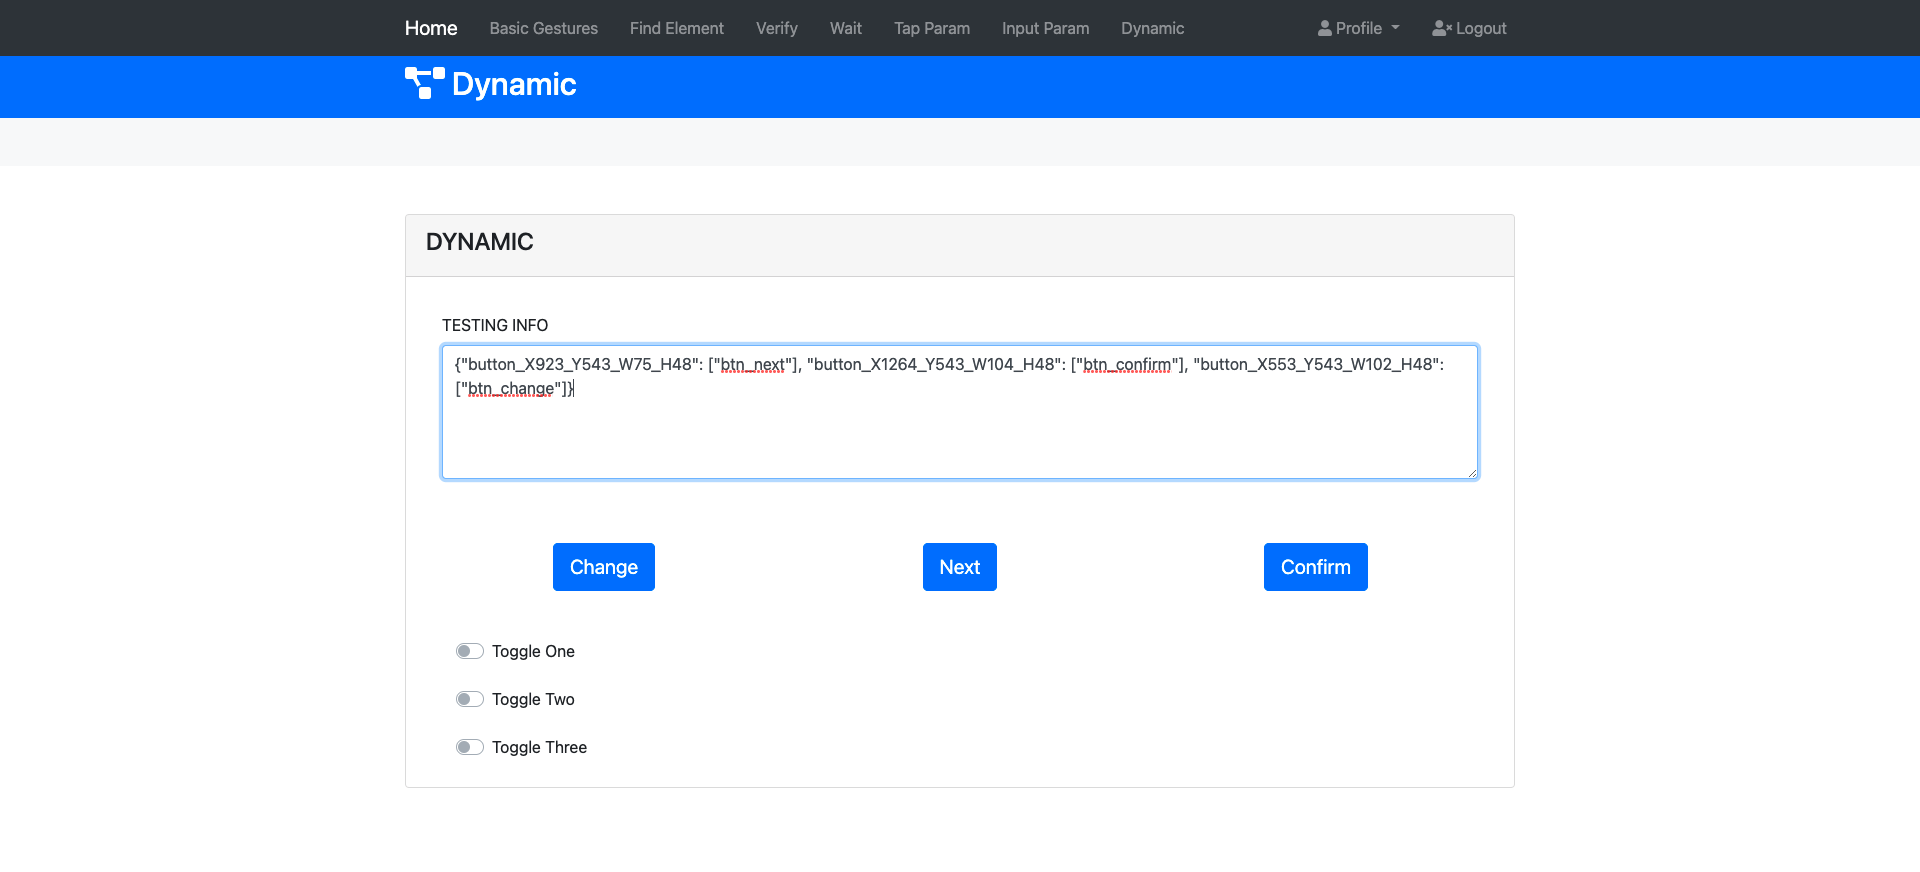 Home Basic Gestures Find Element Verify Wait Tap Param Input Param Dynamic Profile Logout
Dynamic
DYNAMIC
TESTING INFO
{"button_X923_Y543_W75_H48": ["btn_next"], "button_X1264_Y543_W104_H48": ["btn_confirm"], "button_X553_Y543_W102_H48":
["btn_change"]}
Change Next Confirm
Toggle One
Toggle Two
Toggle Three